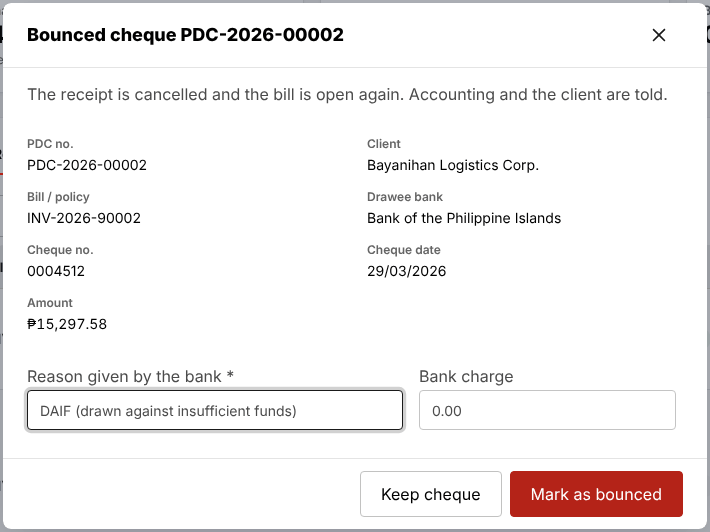 Bounced cheque PDC-2026-00002
The receipt is cancelled and the bill is open again. Accounting and the client are told.
PDC no.
PDC-2026-00002
Client
Bayanihan Logistics Corp.
Bill / policy
INV-2026-90002
Drawee bank
Bank of the Philippine Islands
Cheque no.
0004512
Cheque date
29/03/2026
Amount
₱15,297.58
Reason given by the bank *
DAIF (drawn against insufficient funds)
Bank charge
0.00
Keep cheque
Mark as bounced